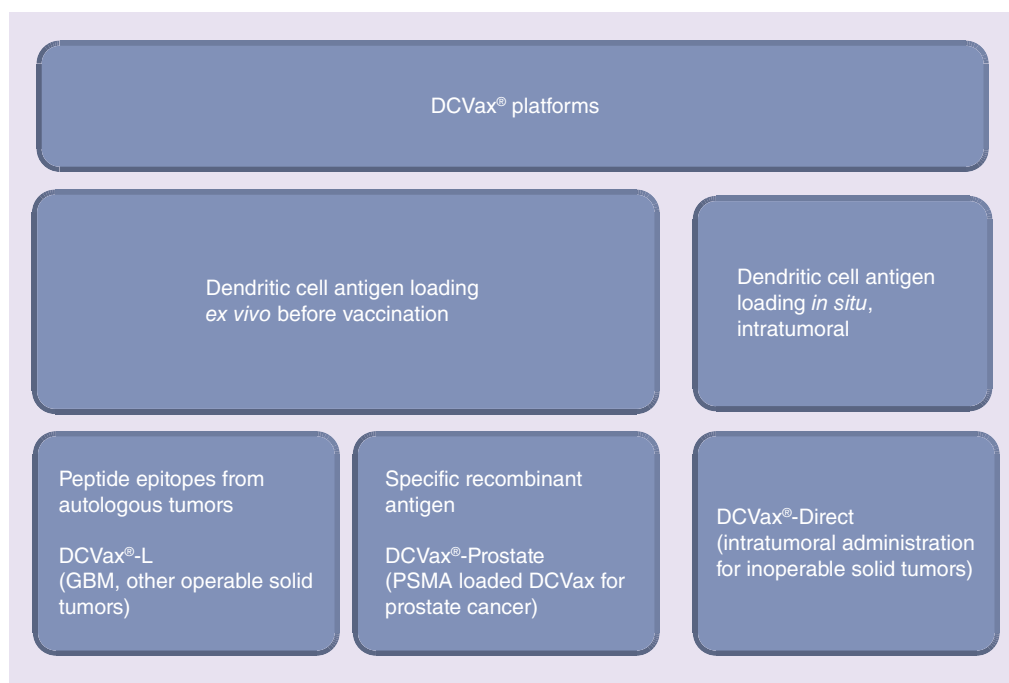 DCVax® platforms
Dendritic cell antigen loading
ex vivo before vaccination
Dendritic cell antigen
loading in situ,
intratumoral
Peptide epitopes from
autologous tumors
DCVax®-L
(GBM, other operable solid
tumors)
Specific recombinant
antigen
DCVax®-Prostate
(PSMA loaded DCVax for
prostate cancer)
DCVax®-Direct
(intratumoral administration
for inoperable solid tumors)